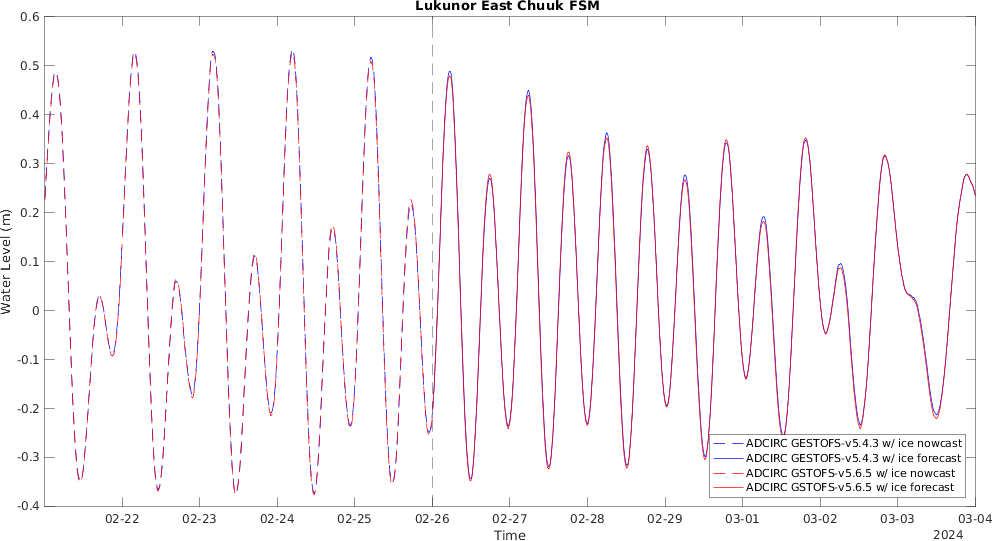 Lukunor East Chuuk FSM
0.6
0.5
0.4
0.3
0.2
0.1
0
-0.1
-0.2
-0.3
-0.4
Water Level (m)
ADCIRC GESTOFS-v5.4.3 w/ ice nowcast
ADCIRC GESTOFS-v5.4.3 w/ ice forecast
ADCIRC GSTOFS-v5.6.5 w/ ice nowcast
ADCIRC GSTOFS-v5.6.5 w/ ice forecast
02-22 02-23 02-24 02-25 02-26 02-27 02-28 02-29 03-01 03-02 03-03 03-04
Time
2024